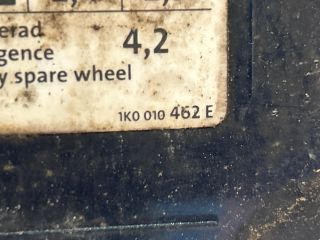 erad
gence 4,2
y spare wheel
1K0 010 462 E